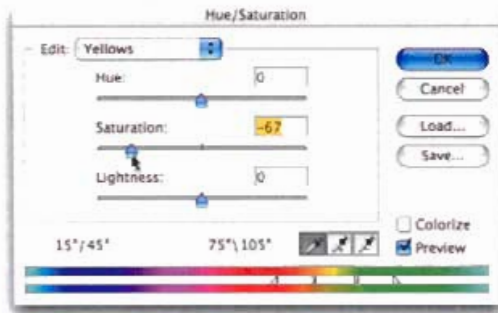 Hue/Saturation
Edit: Yellows
OK
Hue: 0
Cancel
Saturation: -67
Load...
Save...
Lightness: 0
Colorize
15°/45° 75°\105° Preview